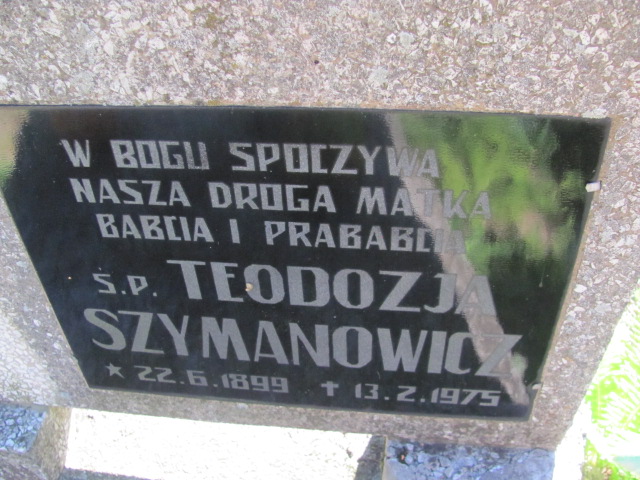 W BOGU SPOCZYWA
NASZA DROGA MATKA
BABCIA I PRABABCIA
Ś.P. TEODOZJA
SZYMANOWICZ
* 22.6.1899 ✝ 13.2.1975